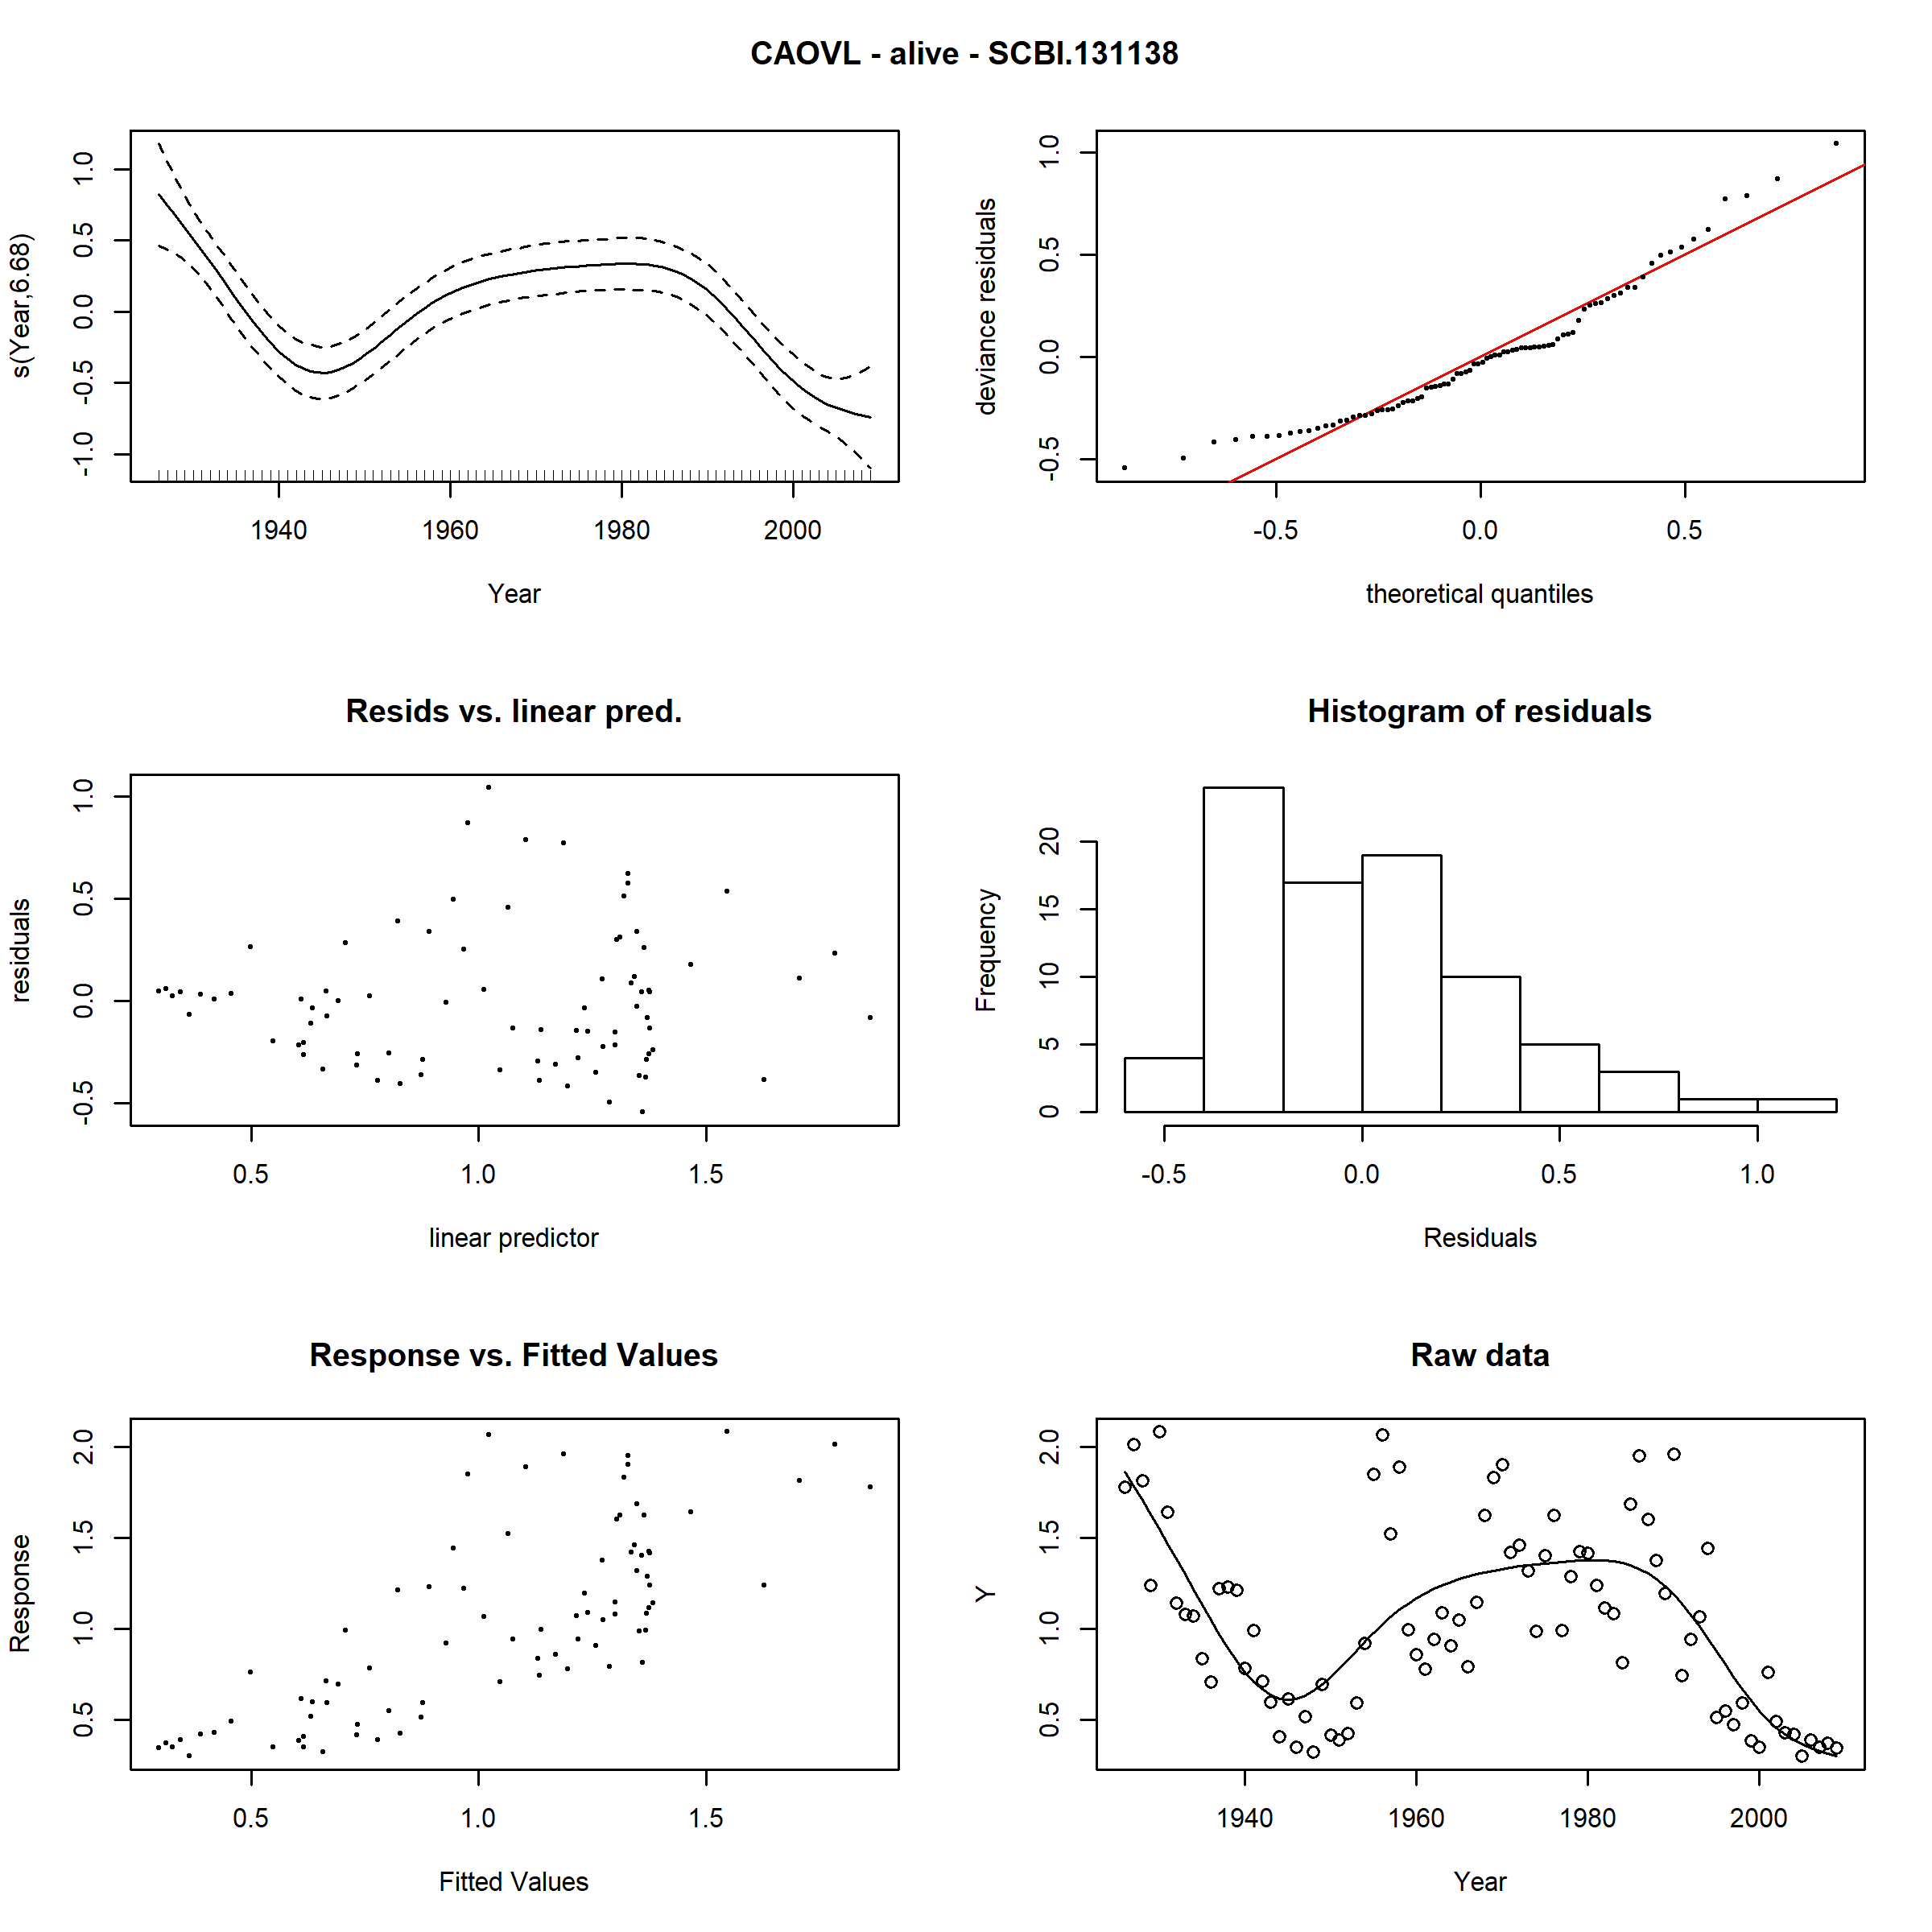 CAOVL - alive - SCBI.131138
s(Year,6.68)
-1.0 -0.5 0.0 0.5 1.0
1940 1960 1980 2000
Year
deviance residuals
-0.5 0.0 0.5 1.0
-0.5 0.0 0.5
theoretical quantiles
Resids vs. linear pred.
residuals
-0.5 0.0 0.5 1.0
0.5 1.0 1.5
linear predictor
Histogram of residuals
Frequency
0 5 10 15 20
-0.5 0.0 0.5 1.0
Residuals
Response vs. Fitted Values
Response
0.5 1.0 1.5 2.0
0.5 1.0 1.5
Fitted Values
Raw data
Y
0.5 1.0 1.5 2.0
1940 1960 1980 2000
Year